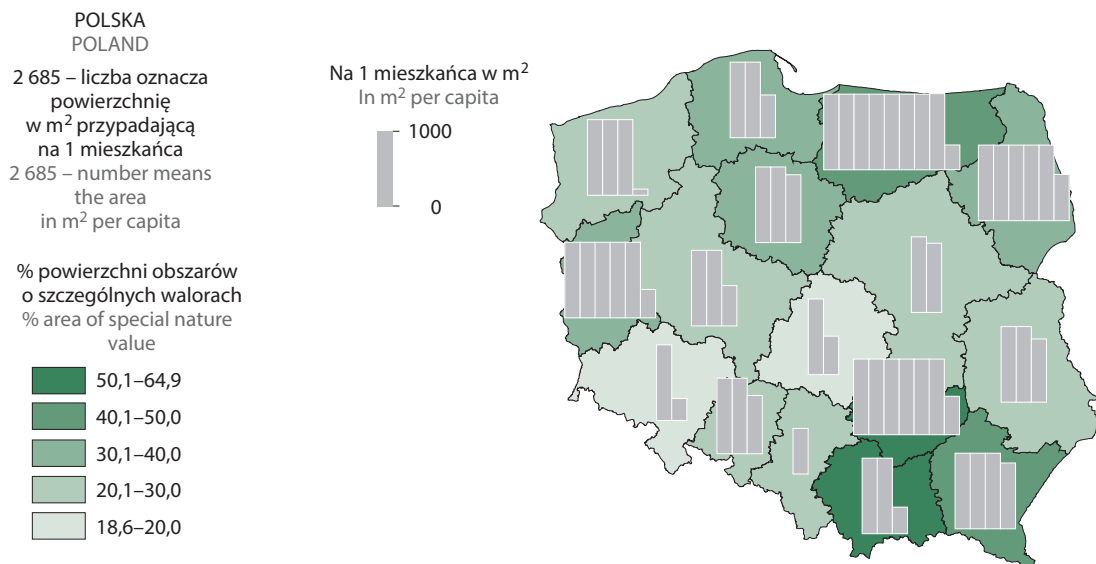 POLSKA
POLAND
2 685 – liczba oznacza
powierzchnię
w m² przypadającą
na 1 mieszkańca
2 685 – number means
the area
in m² per capita
% powierzchni obszarów
o szczególnych walorach
% area of special nature
value
50,1–64,9
40,1–50,0
30,1–40,0
20,1–30,0
18,6–20,0
Na 1 mieszkańca w m²
In m² per capita
1000
0